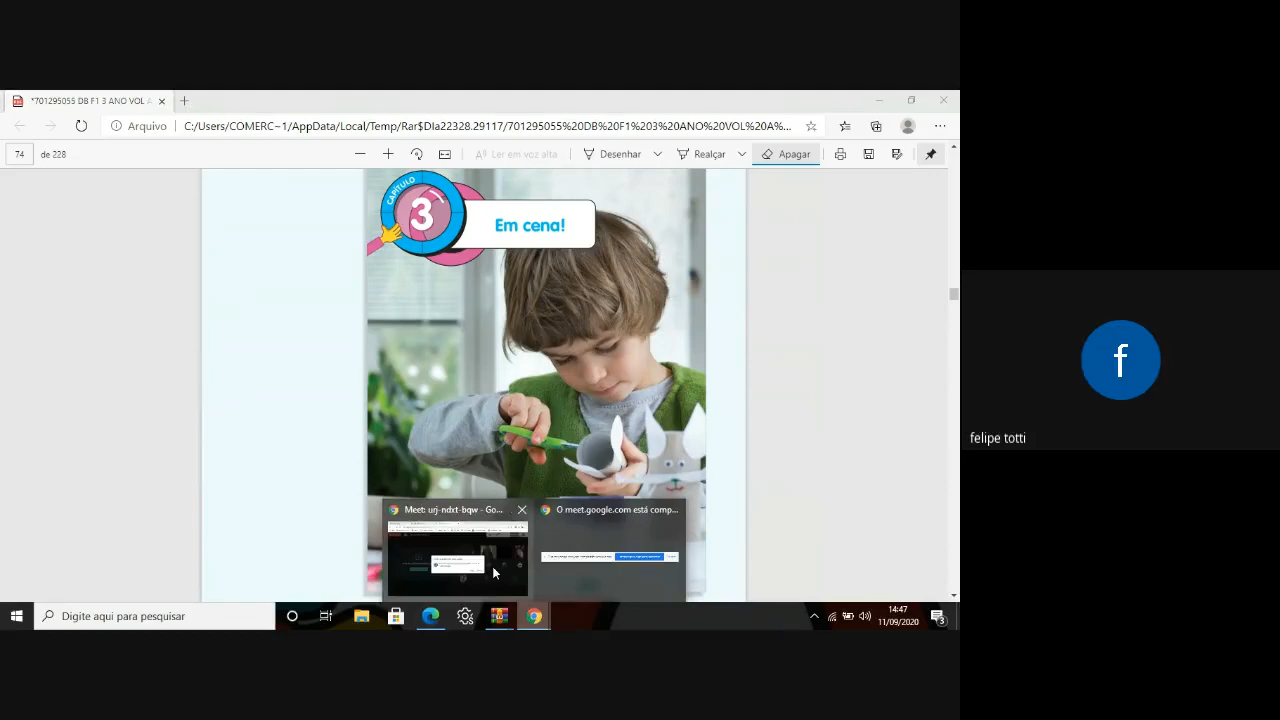 *701295055 DB F1 3 ANO VOL A
Arquivo C:/Users/COMERC~1/AppData/Local/Temp/Rar$DIa22328.29117/701295055%20DB%20F1%203%20ANO%20VOL%20A%...
74 de 228
Ler em voz alta Desenhar Realçar Apagar
CAPÍTULO
3
Em cena!
Meet: urj-ndxt-bqw - Go... O meet.google.com está comp...
Digite aqui para pesquisar
14:47
11/09/2020
3
f
felipe totti